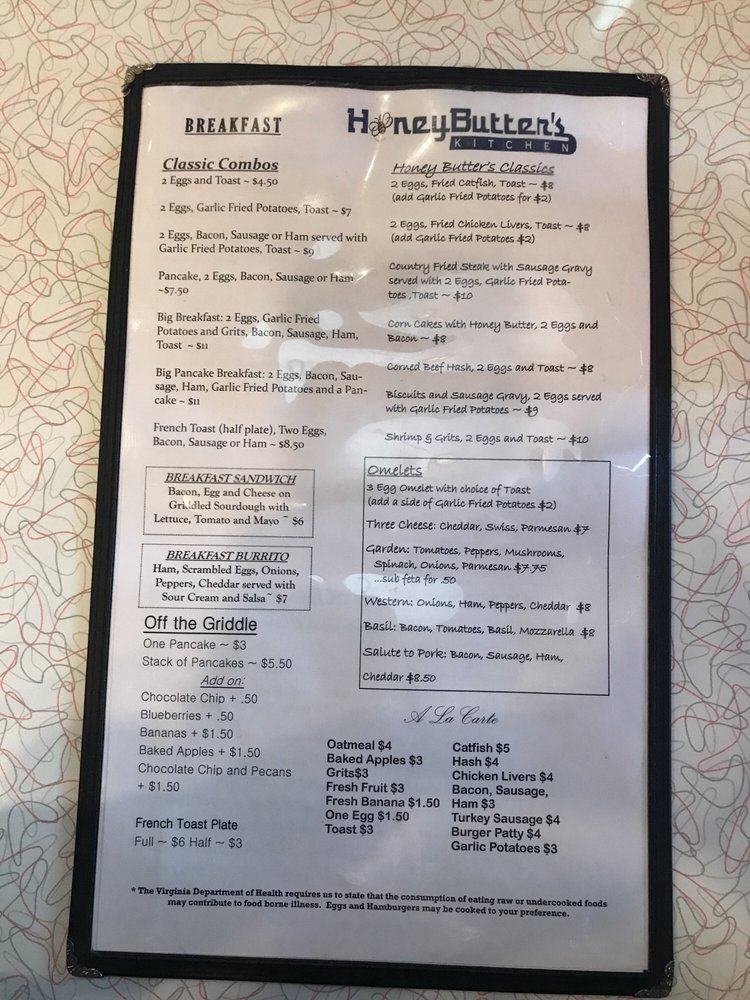 BREAKFAST
HoneyButter's
KITCHEN
Classic Combos
2 Eggs and Toast ~ $4.50
2 Eggs, Garlic Fried Potatoes, Toast ~ $7
2 Eggs, Bacon, Sausage or Ham served with
Garlic Fried Potatoes, Toast ~ $9
Pancake, 2 Eggs, Bacon, Sausage or Ham
~$7.50
Big Breakfast: 2 Eggs, Garlic Fried
Potatoes and Grits, Bacon, Sausage, Ham,
Toast ~ $11
Big Pancake Breakfast: 2 Eggs, Bacon, Sau-
sage, Ham, Garlic Fried Potatoes and a Pan-
cake ~ $11
French Toast (half plate), Two Eggs,
Bacon, Sausage or Ham ~ $8.50
BREAKFAST SANDWICH
Bacon, Egg and Cheese on
Griddled Sourdough with
Lettuce, Tomato and Mayo ~ $6
BREAKFAST BURRITO
Ham, Scrambled Eggs, Onions,
Peppers, Cheddar served with
Sour Cream and Salsa~ $7
Off the Griddle
One Pancake ~ $3
Stack of Pancakes ~ $5.50
Add on:
Chocolate Chip + .50
Blueberries + .50
Bananas + $1.50
Baked Apples + $1.50
Chocolate Chip and Pecans
+ $1.50
French Toast Plate
Full ~ $6 Half ~ $3
Honey Butter's Classics
2 Eggs, Fried Catfish, Toast ~ $8
(add Garlic Fried Potatoes for $2)
2 Eggs, Fried Chicken Livers, Toast ~ $8
(add Garlic Fried Potatoes $2)
Country Fried Steak with Sausage Gravy
served with 2 Eggs, Garlic Fried Pota-
toes ,Toast ~ $10
Corn Cakes with Honey Butter, 2 Eggs and
Bacon ~ $8
Corned Beef Hash, 2 Eggs and Toast ~ $8
Biscuits and Sausage Gravy, 2 Eggs served
with Garlic Fried Potatoes ~ $9
Shrimp & Grits, 2 Eggs and Toast ~ $10
Omelets
3 Egg Omelet with choice of Toast
(add a side of Garlic Fried Potatoes $2)
Three Cheese: Cheddar, Swiss, Parmesan $7
Garden: Tomatoes, Peppers, Mushrooms,
Spinach, Onions, Parmesan $7.75
...sub feta for .50
Western: Onions, Ham, Peppers, Cheddar $8
Basil: Bacon, Tomatoes, Basil, Mozzarella $8
Salute to Pork: Bacon, Sausage, Ham,
Cheddar $8.50
A La Carte
Oatmeal $4
Baked Apples $3
Grits$3
Fresh Fruit $3
Fresh Banana $1.50
One Egg $1.50
Toast $3
Catfish $5
Hash $4
Chicken Livers $4
Bacon, Sausage,
Ham $3
Turkey Sausage $4
Burger Patty $4
Garlic Potatoes $3
* The Virginia Department of Health requires us to state that the consumption of eating raw or undercooked foods
may contribute to food borne illness. Eggs and Hamburgers may be cooked to your preference.